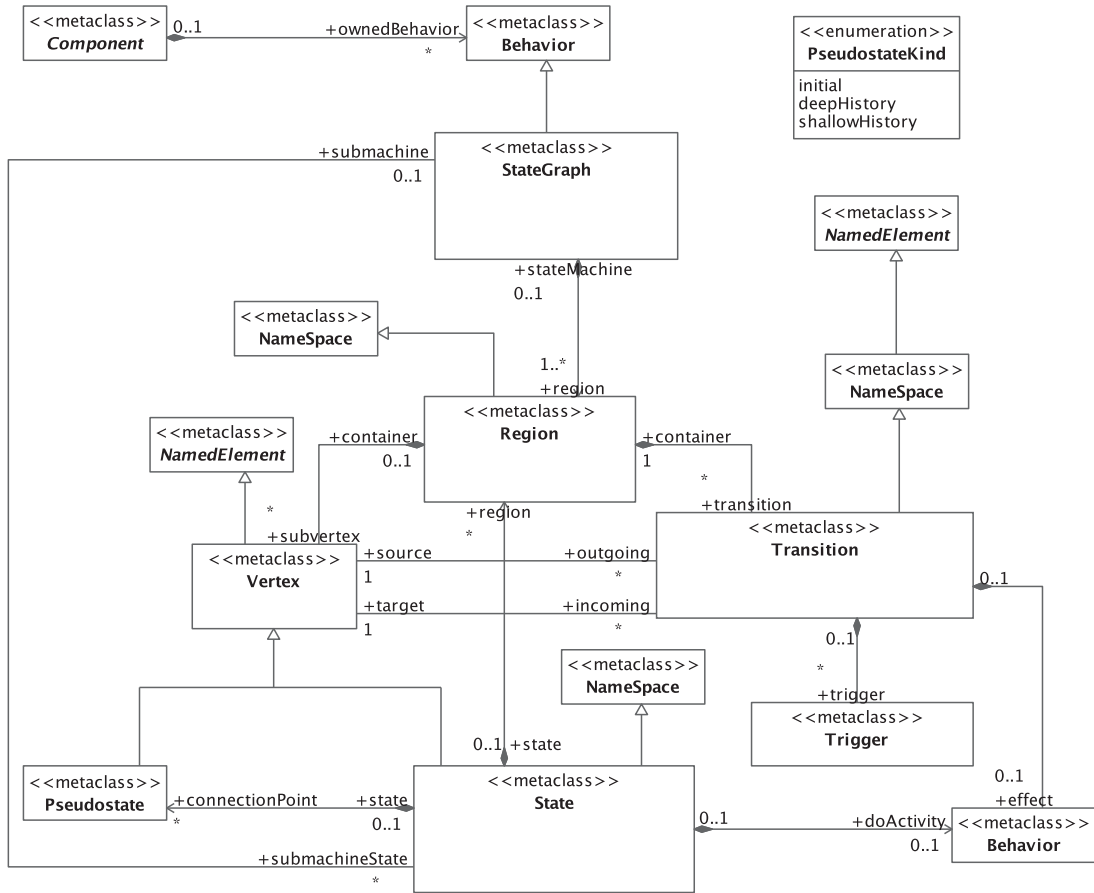 <<metaclass>>
Component
0..1
+ownedBehavior
*
<<metaclass>>
Behavior
<<enumeration>>
PseudostateKind
initial
deepHistory
shallowHistory
+submachine
0..1
<<metaclass>>
StateGraph
<<metaclass>>
NamedElement
+stateMachine
0..1
<<metaclass>>
NameSpace
1..*
+region
<<metaclass>>
NameSpace
<<metaclass>>
Region
<<metaclass>>
NamedElement
+container
0..1
+container
1
*
+transition
*
+subvertex
+region
*
<<metaclass>>
Vertex
+source
1
+outgoing
*
+target
1
+incoming
*
<<metaclass>>
Transition
0..1
0..1
*
+trigger
<<metaclass>>
NameSpace
<<metaclass>>
Trigger
0..1 +state
<<metaclass>>
Pseudostate
+connectionPoint
*
+state
0..1
<<metaclass>>
State
0..1
+doActivity
0..1
0..1
+effect
<<metaclass>>
Behavior
+submachineState
*